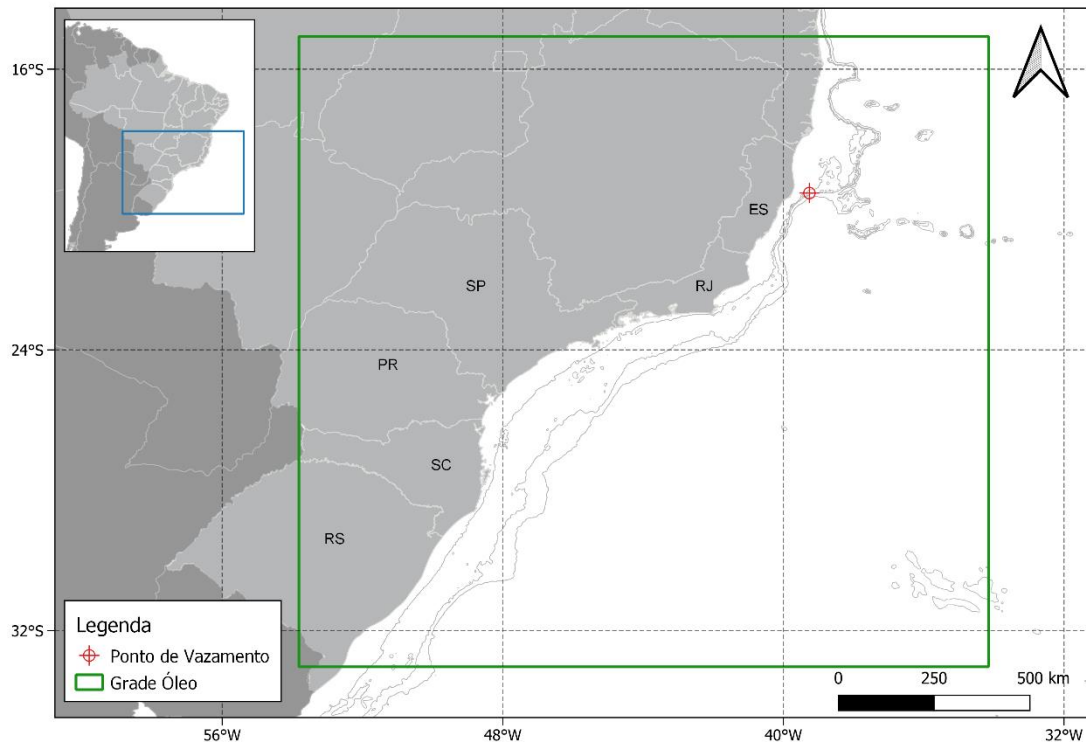 16°S
ES
SP
RJ
24°S
PR
SC
RS
Legenda
Ponto de Vazamento
Grade Óleo
32°S
0 250 500 km
56°W 48°W 40°W 32°W